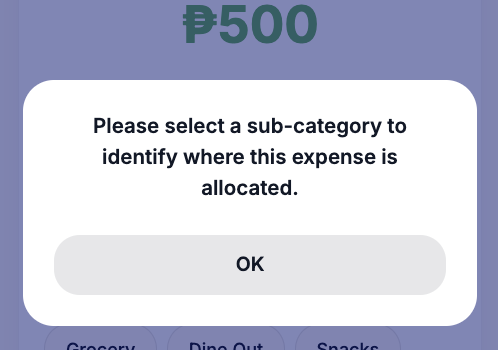 ₱500
Please select a sub-category to
identify where this expense is
allocated.
OK
Grocery Dine Out Snacks